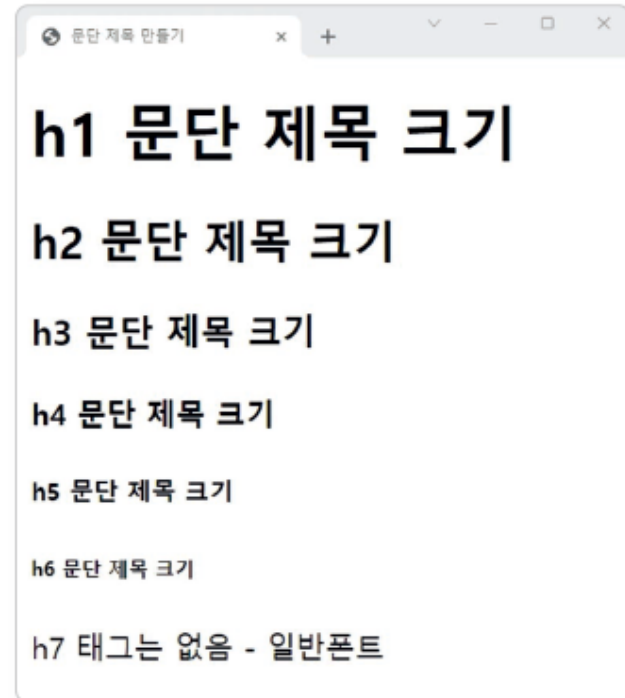 문단 제목 만들기
h1 문단 제목 크기
h2 문단 제목 크기
h3 문단 제목 크기
h4 문단 제목 크기
h5 문단 제목 크기
h6 문단 제목 크기
h7 태그는 없음 - 일반폰트